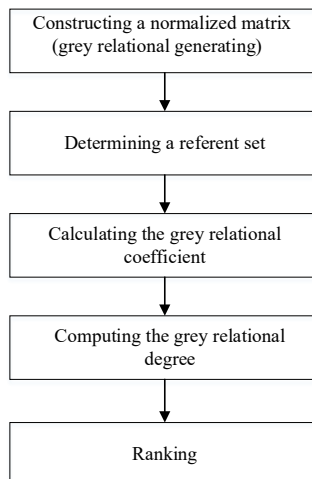 Constructing a normalized matrix
(grey relational generating)
Determining a referent set
Calculating the grey relational
coefficient
Computing the grey relational
degree
Ranking